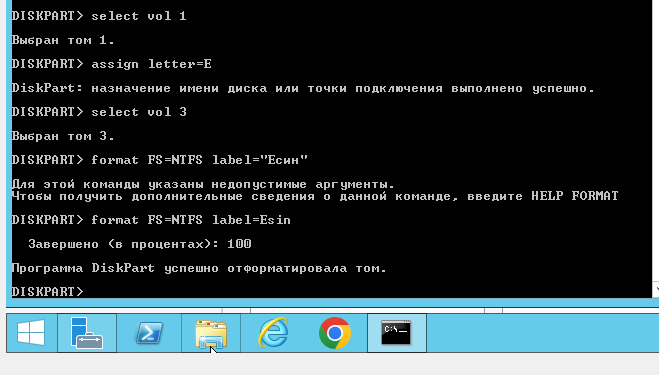 DISKPART> select vol 1
Выбран том 1.
DISKPART> assign letter=E
DiskPart: назначение имени диска или точки подключения выполнено успешно.
DISKPART> select vol 3
Выбран том 3.
DISKPART> format FS=NTFS label="Есин"
Для этой команды указаны недопустимые аргументы.
Чтобы получить дополнительные сведения о данной команде, введите HELP FORMAT
DISKPART> format FS=NTFS label=Esin
Завершено (в процентах): 100
Программа DiskPart успешно отформатировала том.
DISKPART>
C:\_